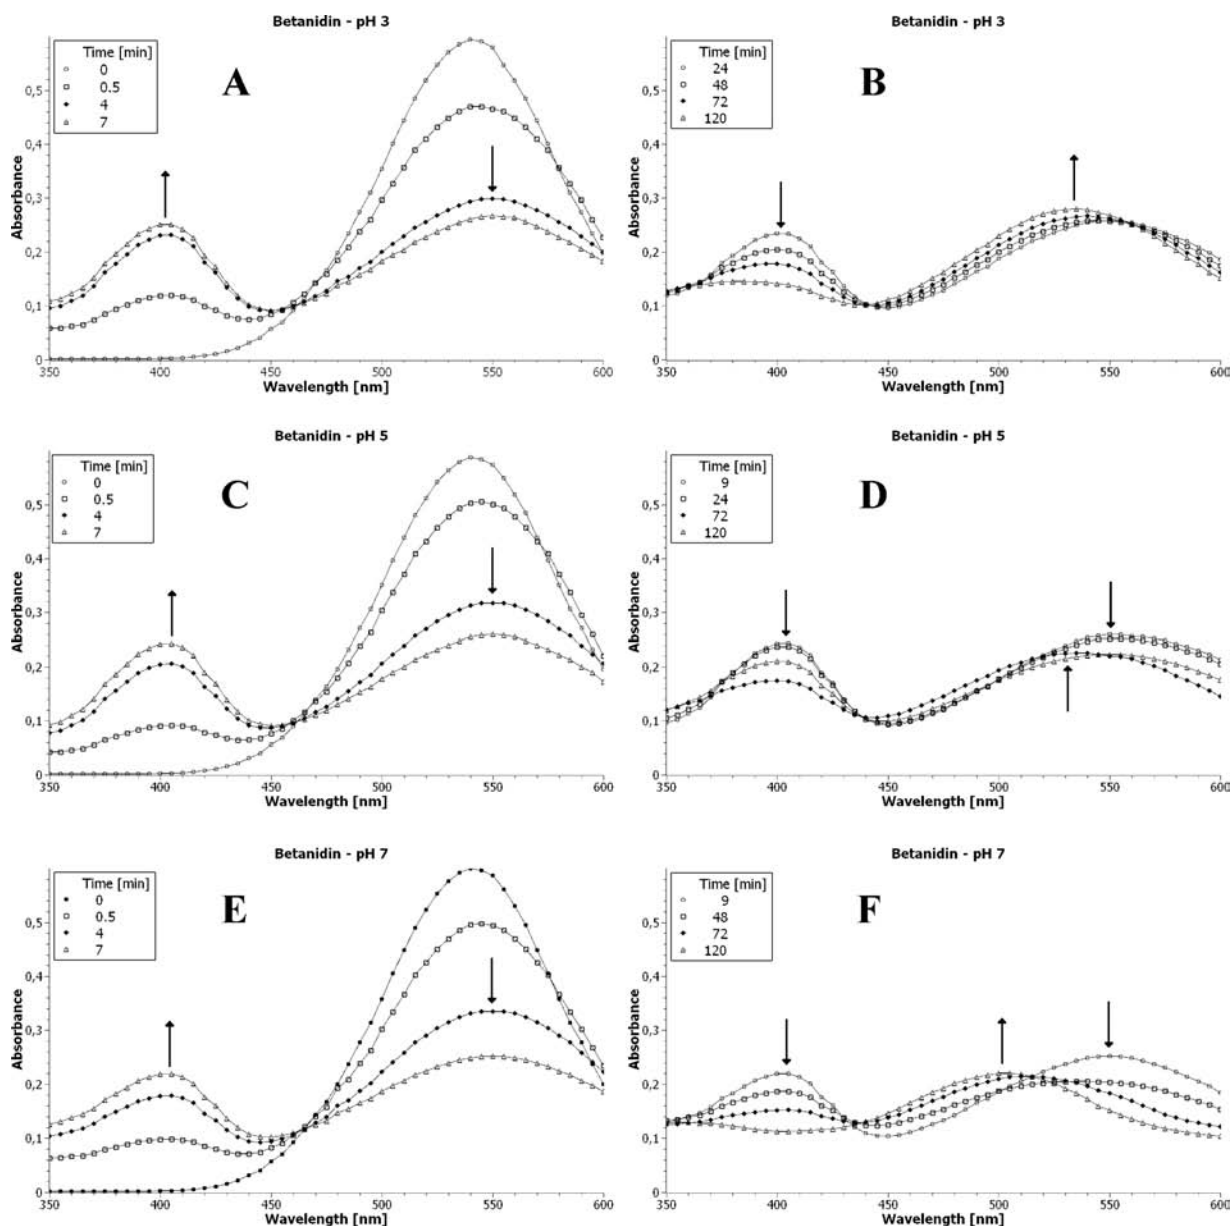 Betanidin - pH 3
Time [min]
0
0.5
4
7
A
0,5
0,4
0,3
0,2
0,1
0
Absorbance
350 400 450 500 550 600
Wavelength [nm]
Betanidin - pH 3
Time [min]
24
48
72
120
B
0,5
0,4
0,3
0,2
0,1
0
Absorbance
350 400 450 500 550 600
Wavelength [nm]
Betanidin - pH 5
Time [min]
0
0.5
4
7
C
0,5
0,4
0,3
0,2
0,1
0
Absorbance
350 400 450 500 550 600
Wavelength [nm]
Betanidin - pH 5
Time [min]
9
24
72
120
D
0,5
0,4
0,3
0,2
0,1
0
Absorbance
350 400 450 500 550 600
Wavelength [nm]
Betanidin - pH 7
Time [min]
0
0.5
4
7
E
0,5
0,4
0,3
0,2
0,1
0
Absorbance
350 400 450 500 550 600
Wavelength [nm]
Betanidin - pH 7
Time [min]
9
48
72
120
F
0,5
0,4
0,3
0,2
0,1
0
Absorbance
350 400 450 500 550 600
Wavelength [nm]